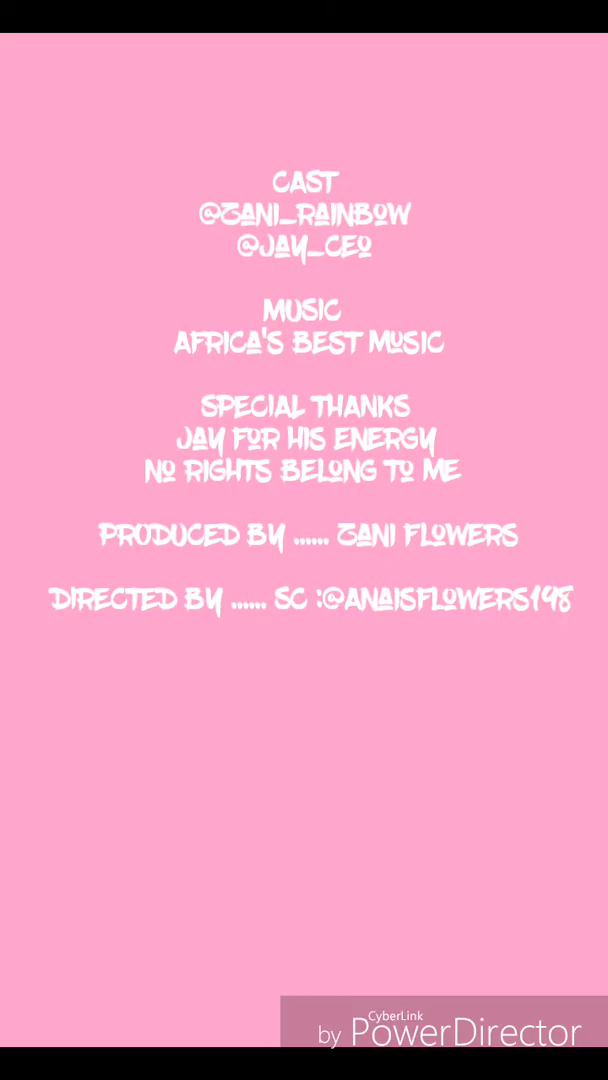 CAST
@ZANI_RAINBOW
@JAY_CEO
MUSIC
AFRICA'S BEST MUSIC
SPECIAL THANKS
JAY FOR HIS ENERGY
NO RIGHTS BELONG TO ME
PRODUCED BY ...... ZANI FLOWERS
DIRECTED BY ...... SC :@ANAISFLOWERS198
CyberLink
by PowerDirector